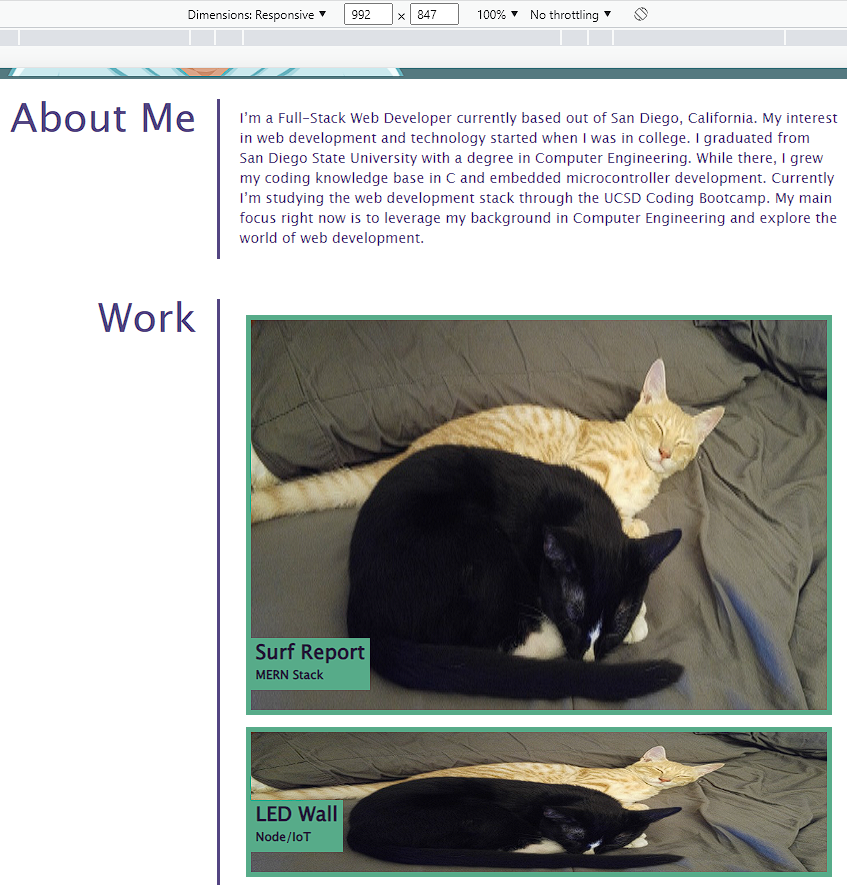 Dimensions: Responsive ▼ 992 × 847 100% ▼ No throttling ▼
About Me
I'm a Full-Stack Web Developer currently based out of San Diego, California. My interest
in web development and technology started when I was in college. I graduated from
San Diego State University with a degree in Computer Engineering. While there, I grew
my coding knowledge base in C and embedded microcontroller development. Currently
I'm studying the web development stack through the UCSD Coding Bootcamp. My main
focus right now is to leverage my background in Computer Engineering and explore the
world of web development.
Work
Surf Report
MERN Stack
LED Wall
Node/IoT